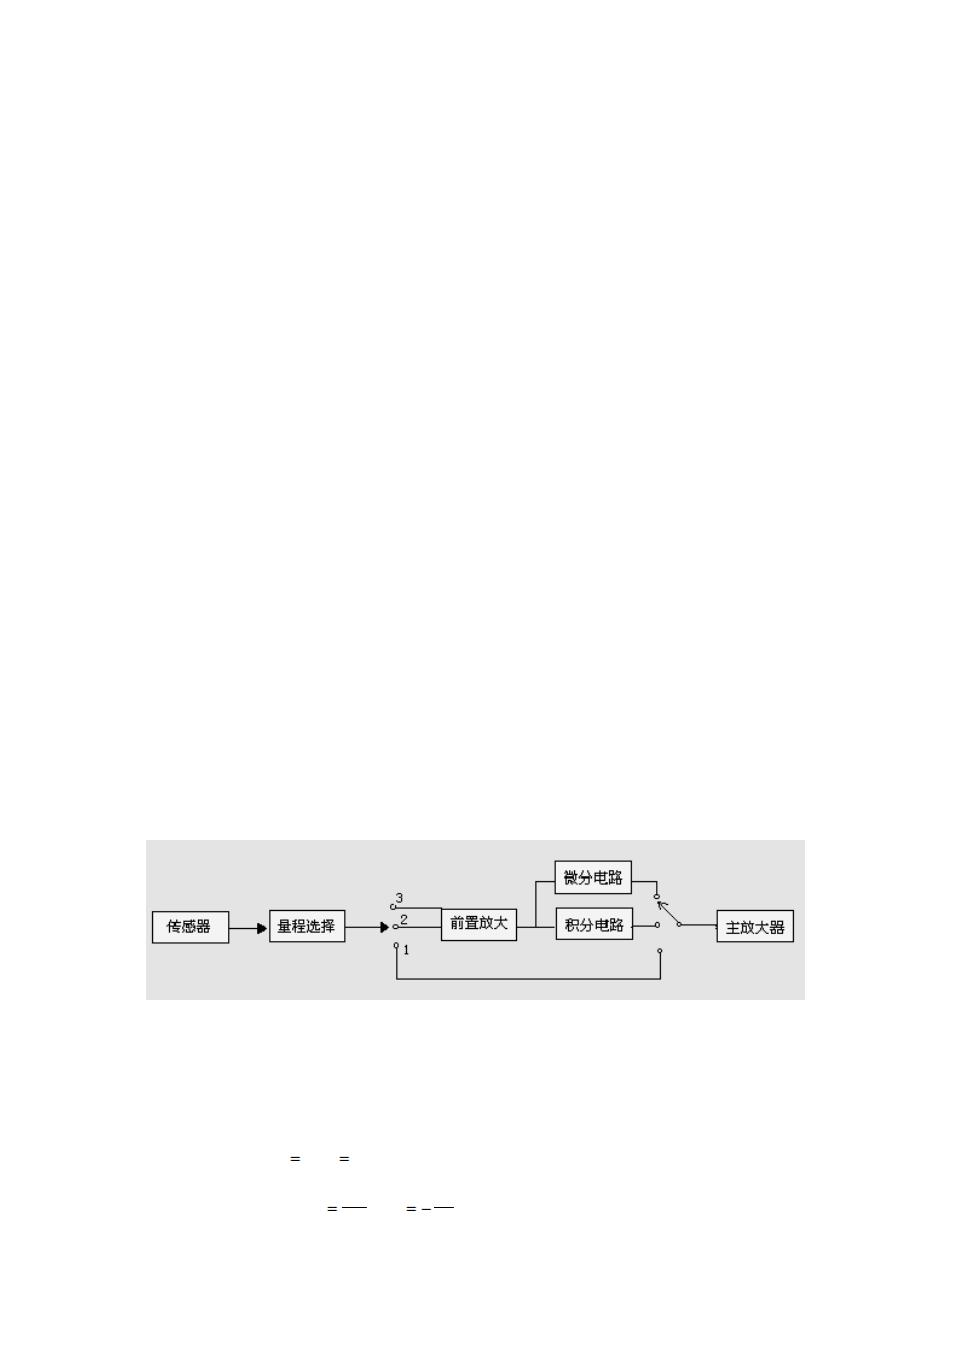 微分电路
3
传感器
量程选择
2
前置放大
积分电路
主放大器
1
= =
= = −